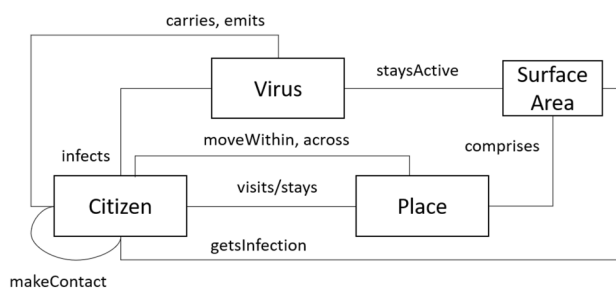 carries, emits
Virus
staysActive
Surface
Area
infects
moveWithin, across
comprises
Citizen
visits/stays
Place
getsInfection
makeContact